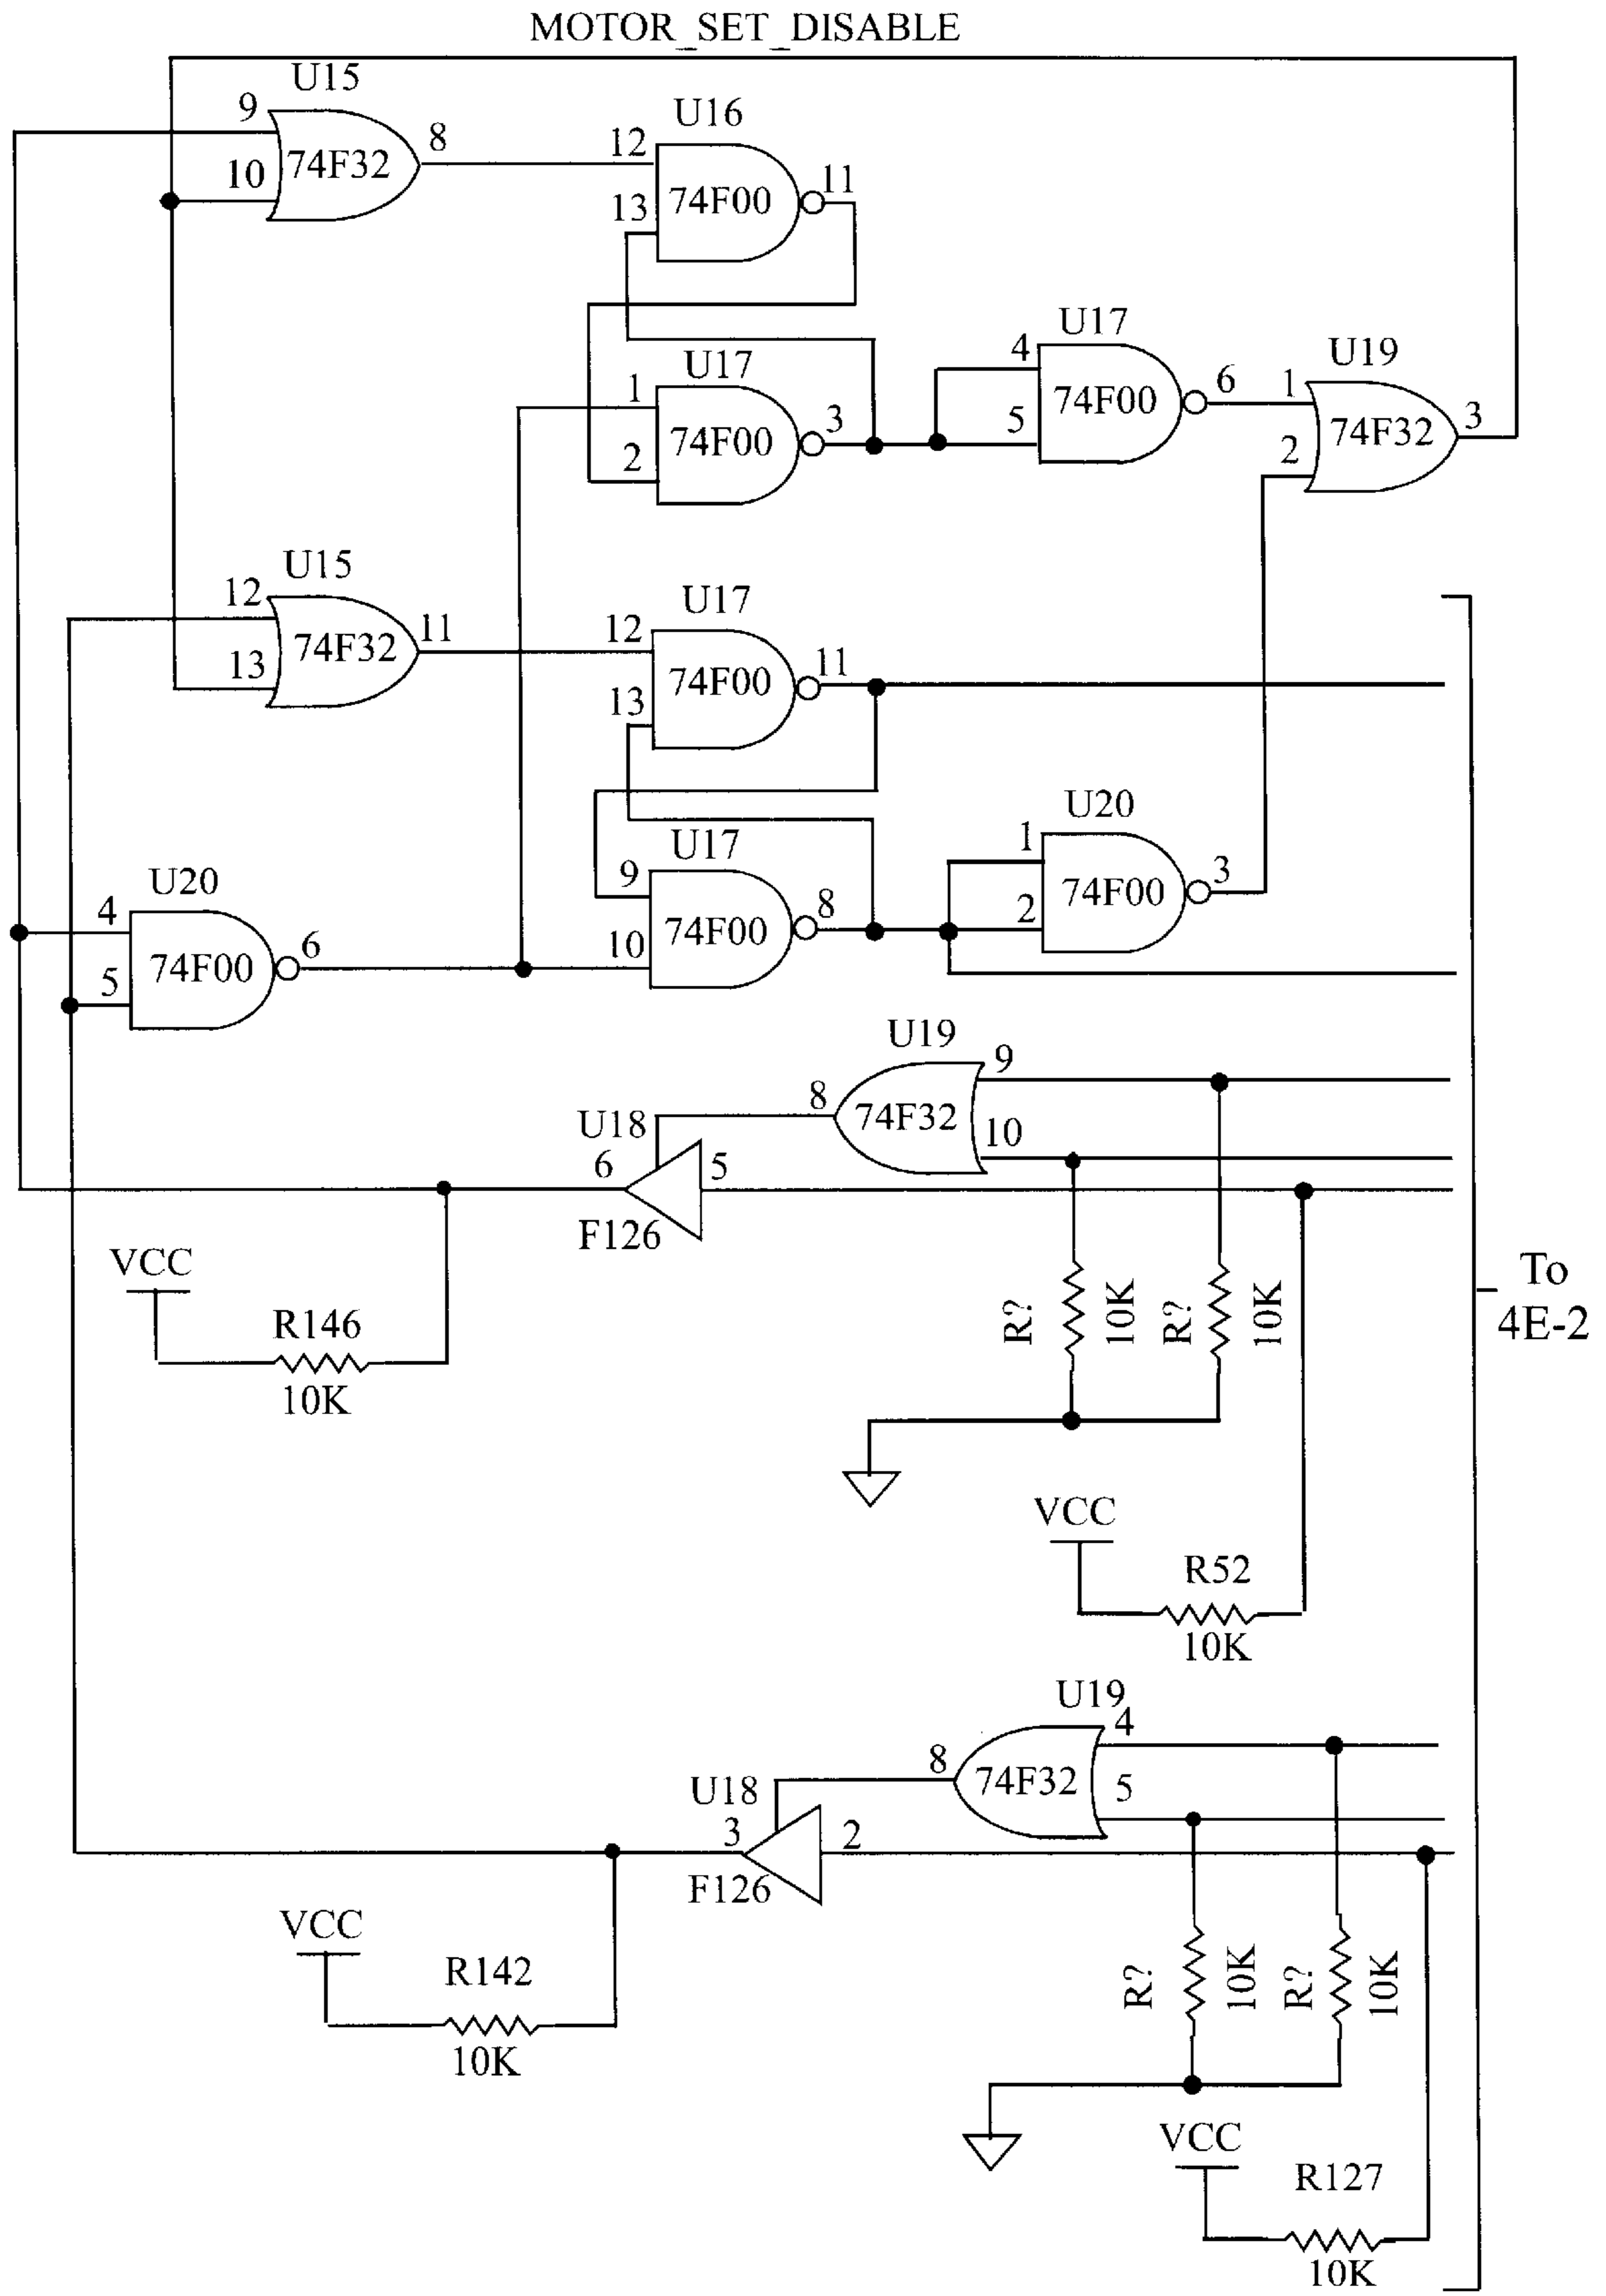 MOTOR_SET_DISABLE
U15
9
10
74F32
8
U16
12
13
74F00
11
U17
1
2
74F00
3
U17
4
5
74F00
6
U19
1
2
74F32
3
U15
12
13
74F32
11
U17
12
13
74F00
11
U17
9
10
74F00
8
U20
1
2
74F00
3
U20
4
5
74F00
6
U19
9
10
74F32
8
U18
6
5
F126
VCC
R146
10K
R?
10K
R?
10K
To
4E-2
VCC
R52
10K
U19
4
5
74F32
8
U18
3
2
F126
VCC
R142
10K
R?
10K
R?
10K
VCC
R127
10K